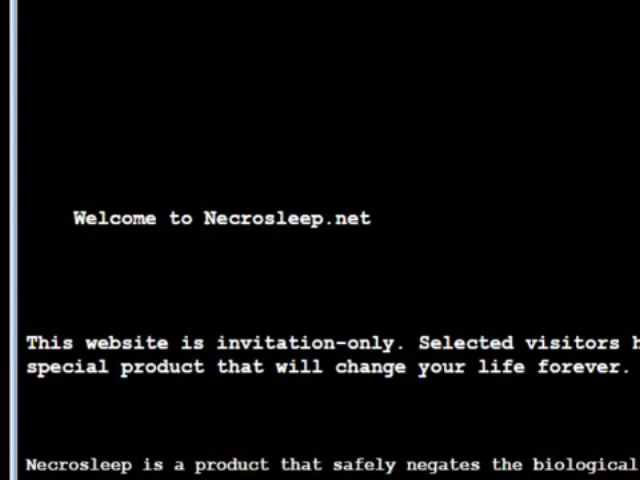 Welcome to Necrosleep.net
This website is invitation-only. Selected visitors
special product that will change your life forever.
Necrosleep is a product that safely negates the biological